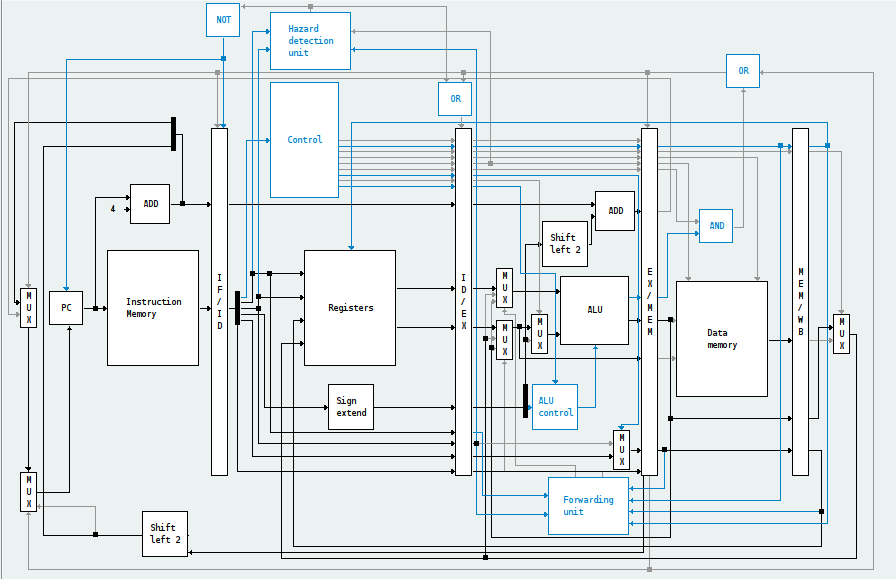 NOT
Hazard
detection
unit
OR
OR
Control
ADD
4
ADD
Shift
left 2
AND
IF/ID
ID/EX
EX/MEM
MEM/WB
MUX
PC
Instruction
Memory
Registers
MUX
MUX
MUX
ALU
Data
memory
MUX
Sign
extend
ALU
control
MUX
MUX
Forwarding
unit
Shift
left 2